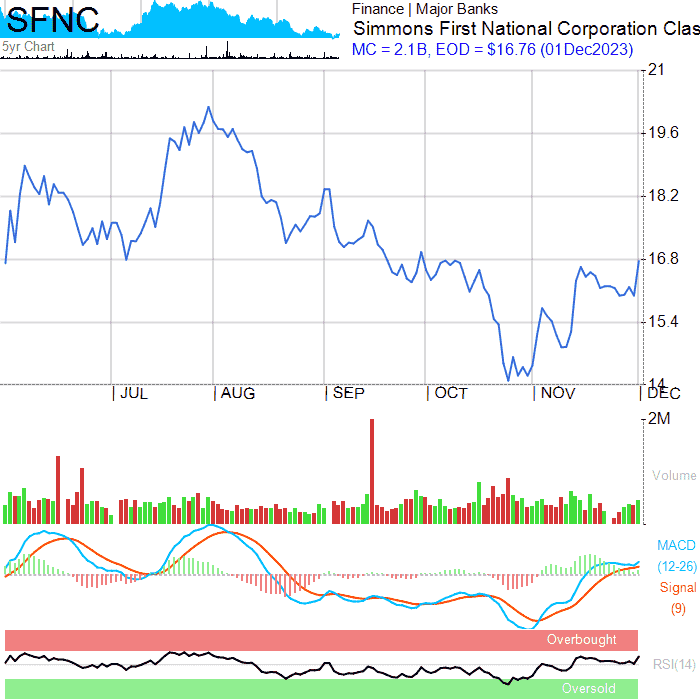 SFNC
5yr Chart
Finance | Major Banks
Simmons First National Corporation Clas
MC = 2.1B, EOD = $16.76 (01Dec2023)
21
19.6
18.2
16.8
15.4
14
| JUL | AUG | SEP | OCT | NOV | DEC
2M
Volume
MACD
(12-26)
Signal
(9)
Overbought
RSI(14)
Oversold